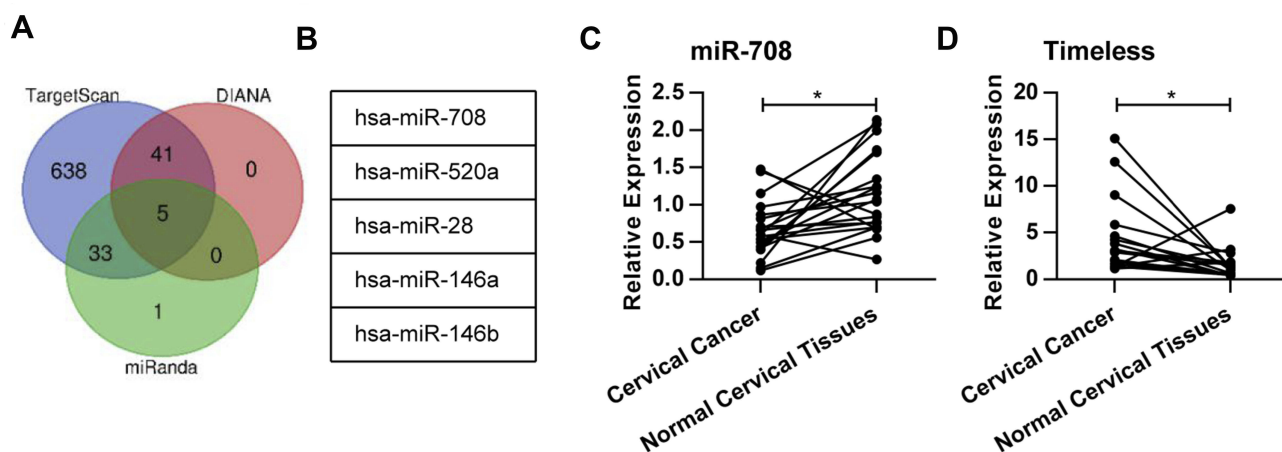 A
TargetScan
DIANA
638
41
0
5
33
0
1
miRanda
B
hsa-miR-708
hsa-miR-520a
hsa-miR-28
hsa-miR-146a
hsa-miR-146b
C
miR-708
Relative Expression
2.5
2.0
1.5
1.0
0.5
0.0
*
Cervical Cancer
Normal Cervical Tissues
D
Timeless
Relative Expression
20
15
10
5
0
*
Cervical Cancer
Normal Cervical Tissues